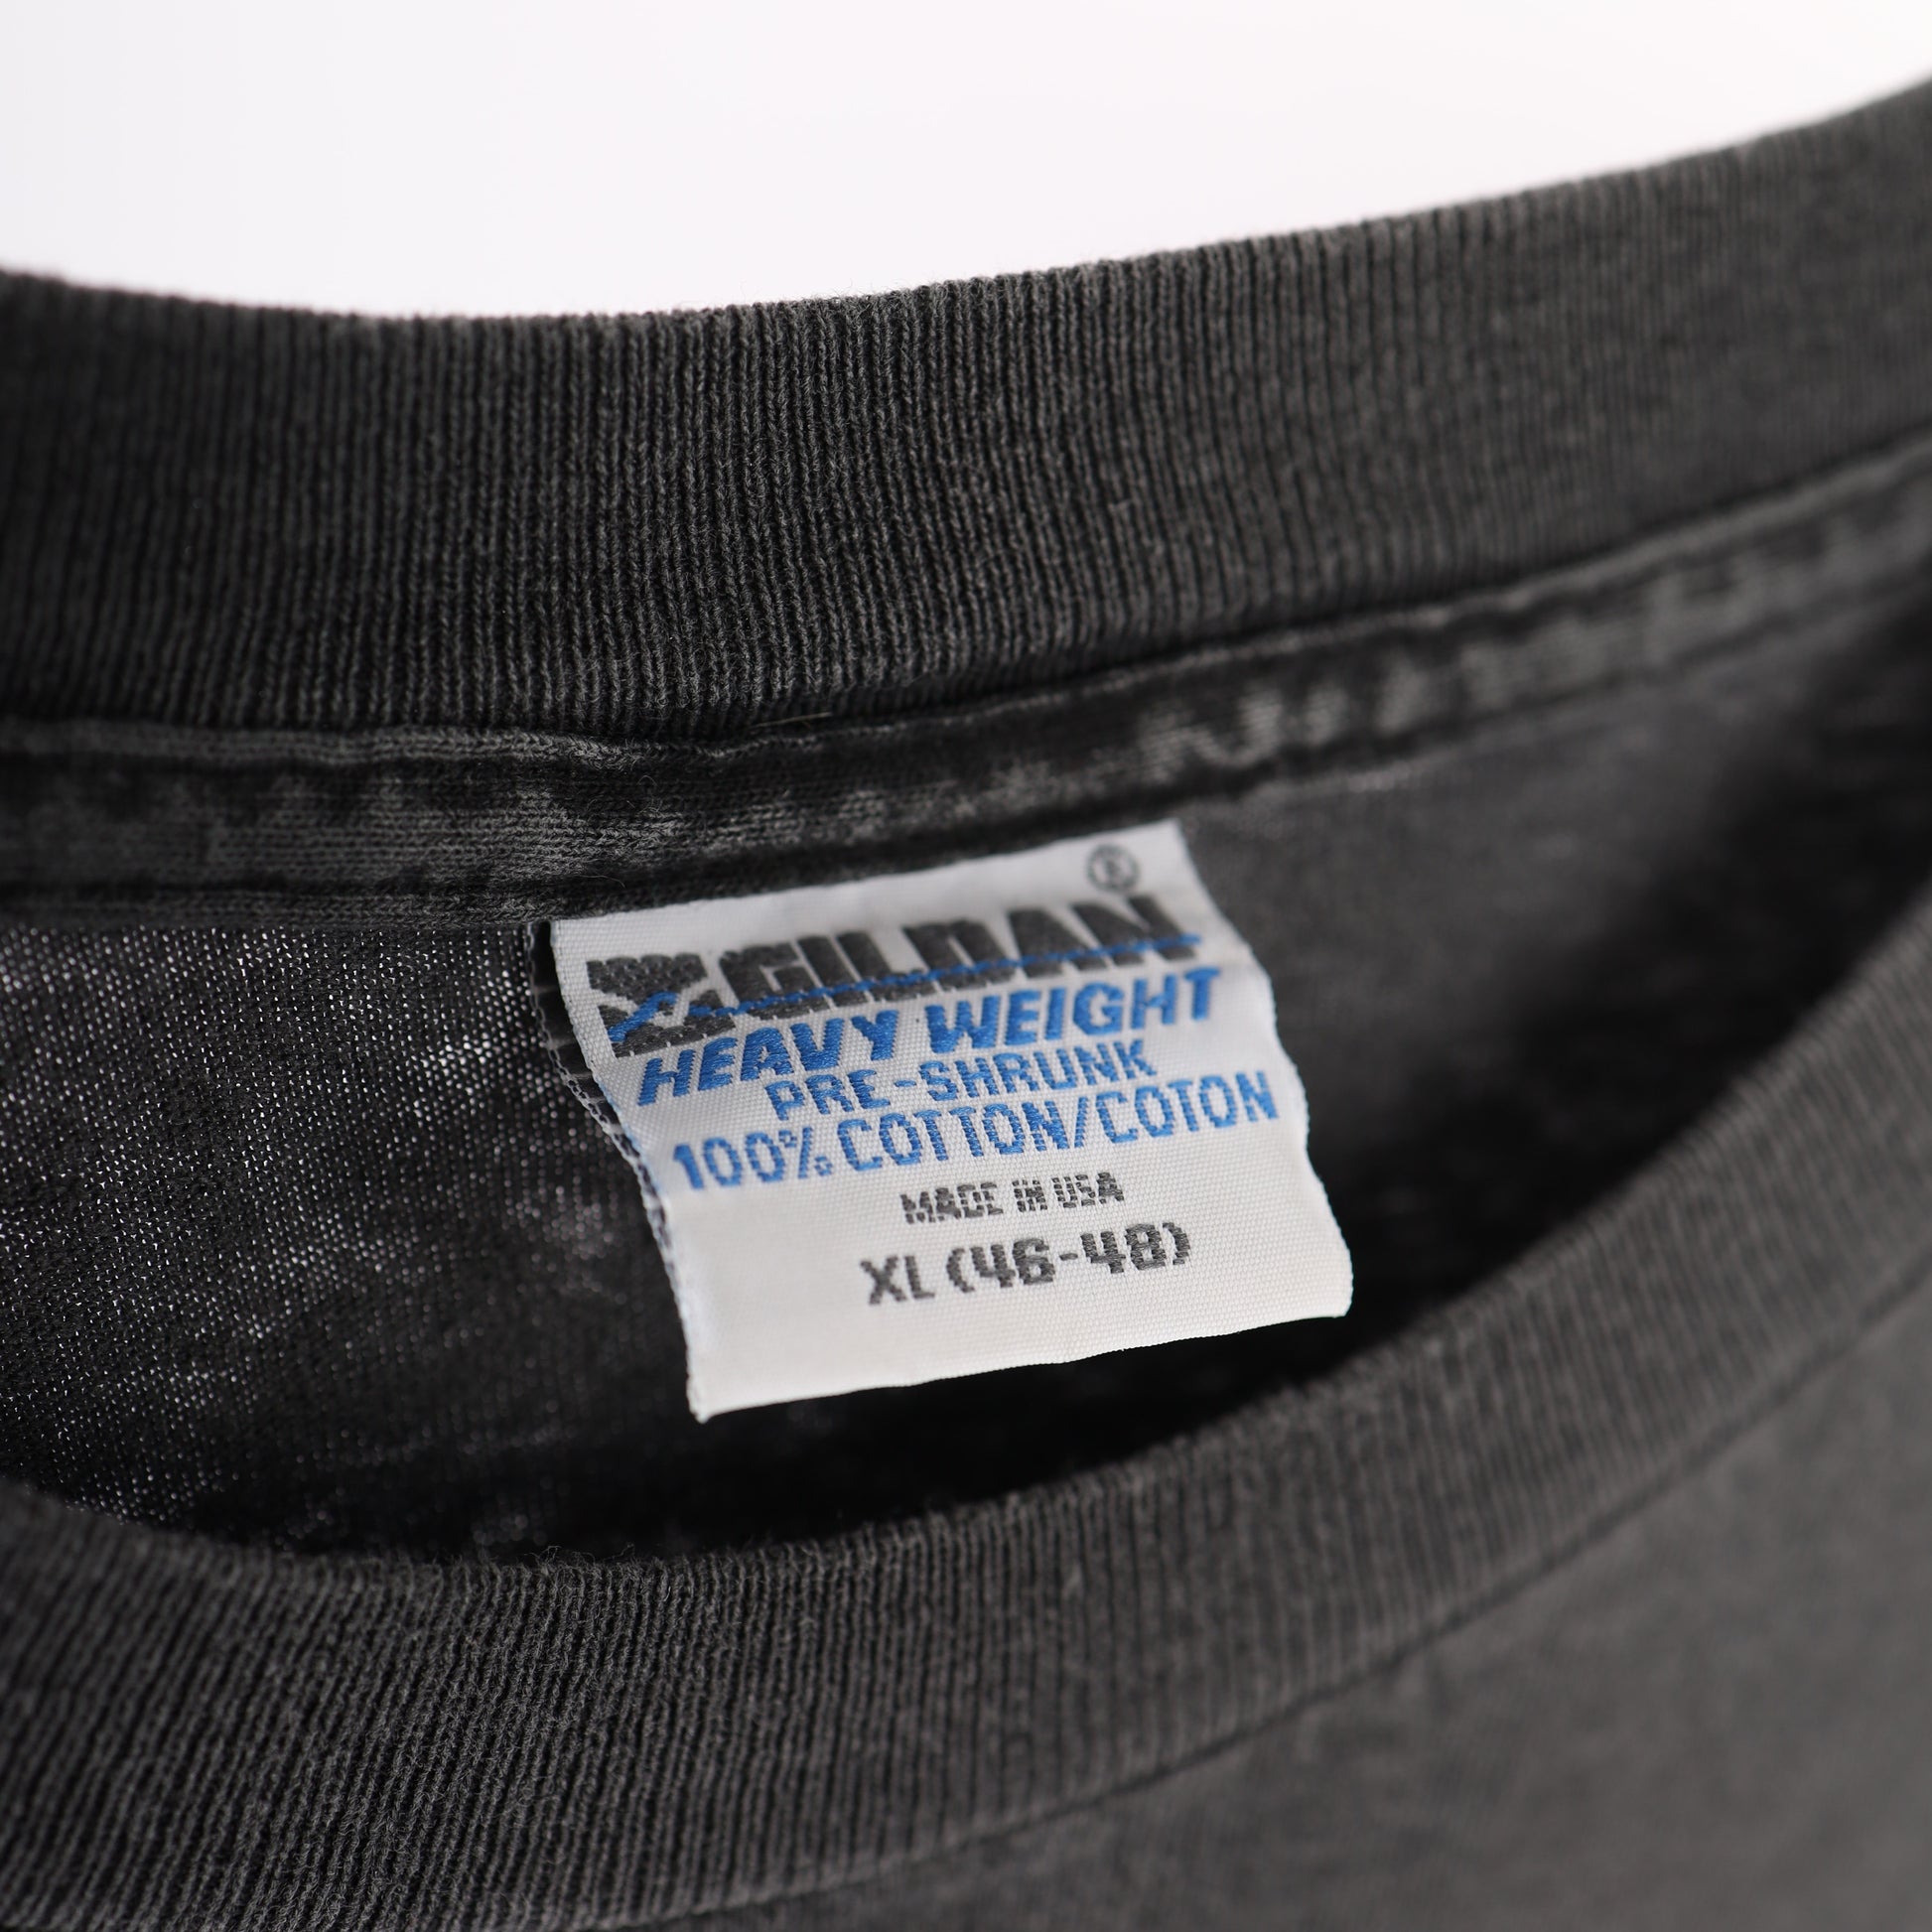 GILDAN®
HEAVY WEIGHT
PRE-SHRUNK
100% COTTON/COTON
MADE IN USA
XL (46-48)